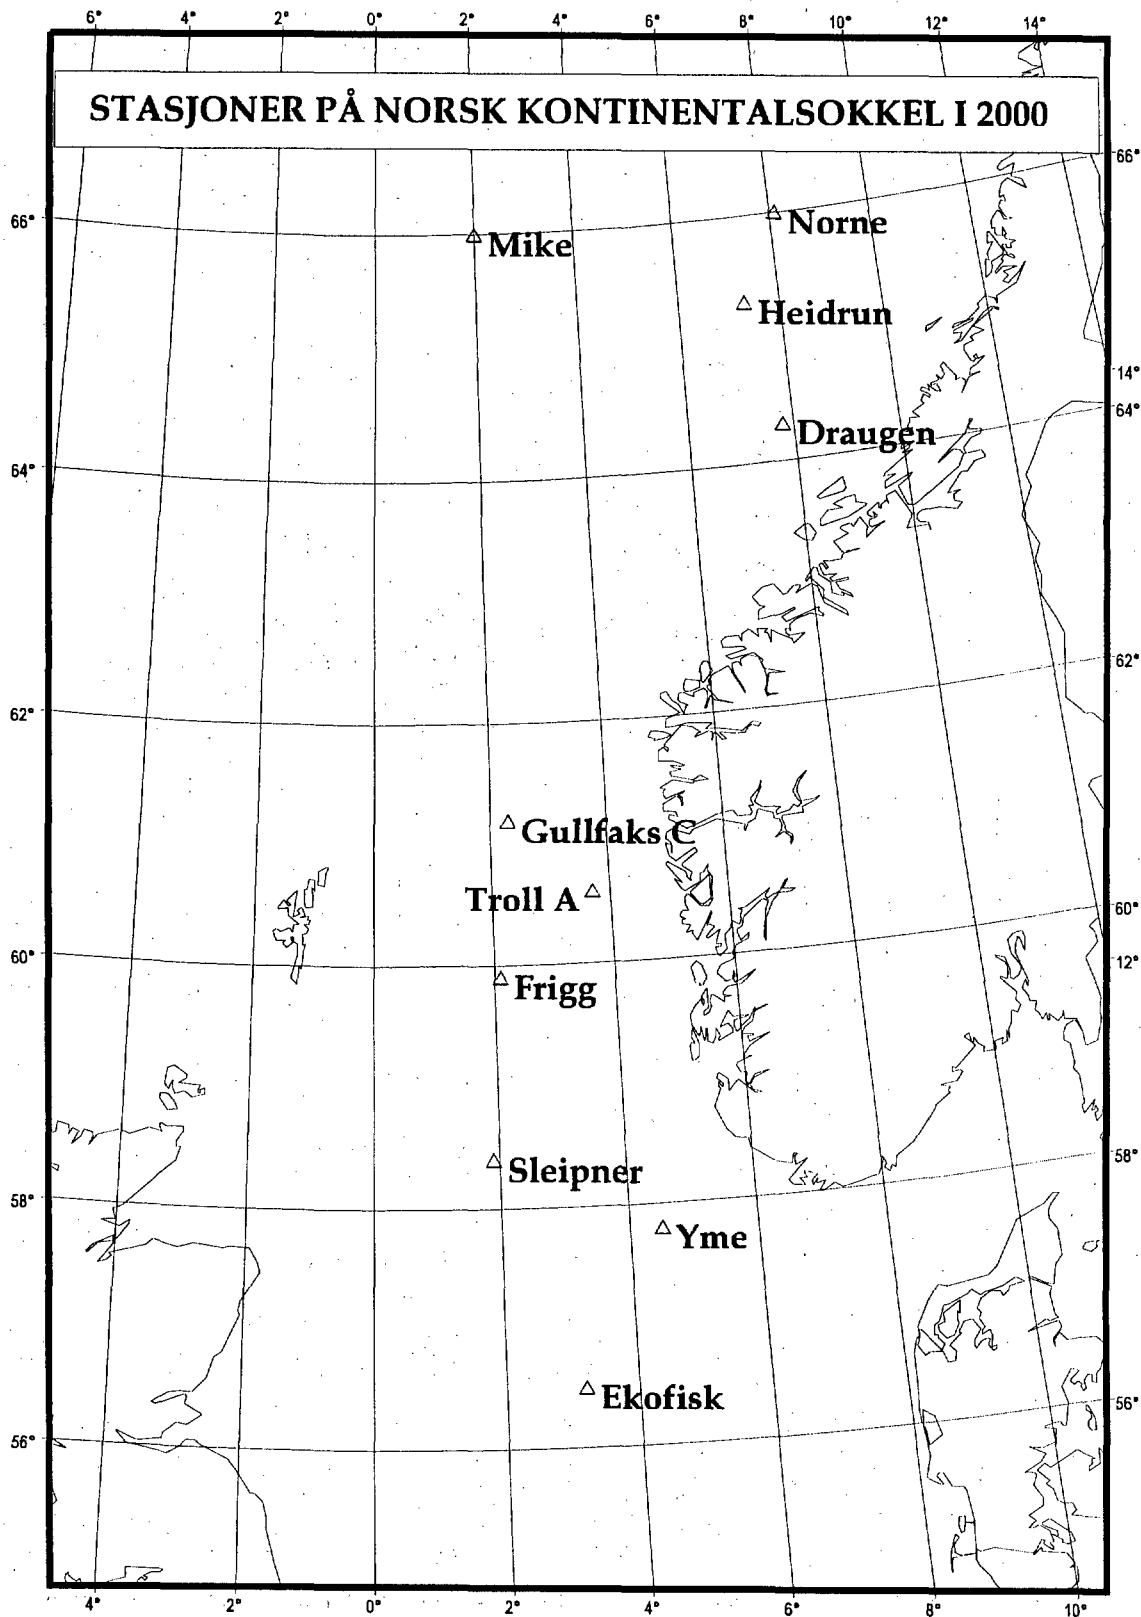 6° 4° 2° 0° 2° 4° 6° 8° 10° 12° 14°
STASJONER PÅ NORSK KONTINENTALSOKKEL I 2000
66°
66°
Norne
Mike
Heidrun
14°
64°
Draugen
64°
62°
62°
Gullfaks C
Troll A
60°
60°
12°
Frigg
58°
Sleipner
58°
Yme
Ekofisk
56°
56°
4° 2° 0° 2° 4° 6° 8° 10°